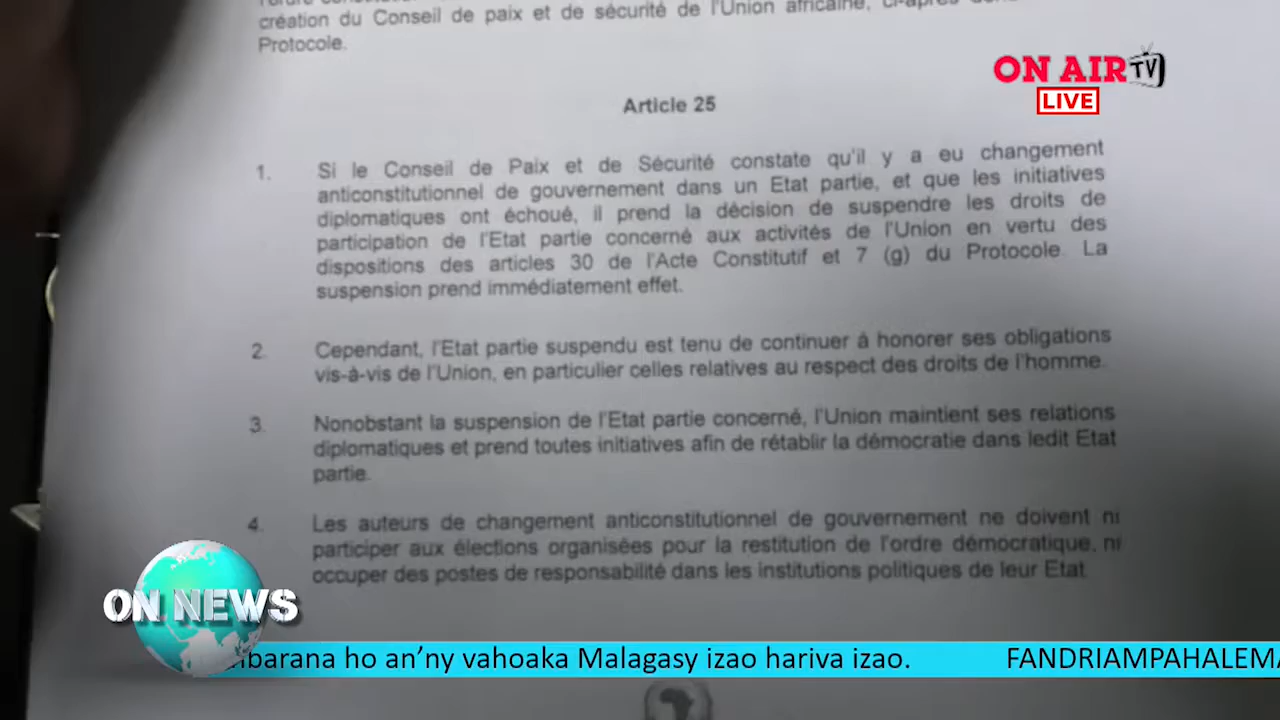 création du Conseil de paix et de sécurité de l'Union africaine, ci-après
Protocole.
ON AIR TV
LIVE
Article 25
1. Si le Conseil de Paix et de Sécurité constate qu'il y a eu changement
anticonstitutionnel de gouvernement dans un Etat partie, et que les initiatives
diplomatiques ont échoué, il prend la décision de suspendre les droits de
participation de l'Etat partie concerné aux activités de l'Union en vertu des
dispositions des articles 30 de l'Acte Constitutif et 7 (g) du Protocole. La
suspension prend immédiatement effet.
2. Cependant, l'Etat partie suspendu est tenu de continuer à honorer ses obligations
vis-à-vis de l'Union, en particulier celles relatives au respect des droits de l'homme.
3. Nonobstant la suspension de l'Etat partie concerné, l'Union maintient ses relations
diplomatiques et prend toutes initiatives afin de rétablir la démocratie dans ledit Etat
partie.
4. Les auteurs de changement anticonstitutionnel de gouvernement ne doivent ni
participer aux élections organisées pour la restitution de l'ordre démocratique, ni
occuper des postes de responsabilité dans les institutions politiques de leur Etat.
ON NEWS
mbarana ho an'ny vahoaka Malagasy izao hariva izao. FANDRIAMPAHALEMA